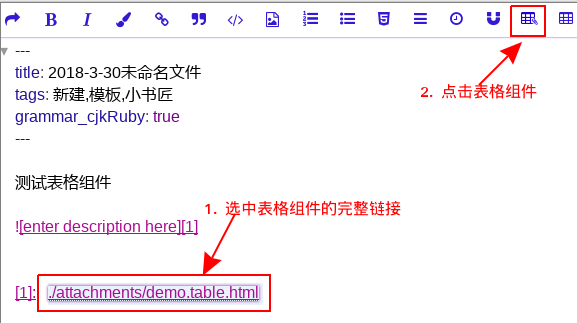 B I
---
title: 2018-3-30未命名文件
tags: 新建,模板,小书匠
grammar_cjkRuby: true
---
2. 点击表格组件
测试表格组件
1. 选中表格组件的完整链接
![enter description here][1]
[1]: ./attachments/demo.table.html